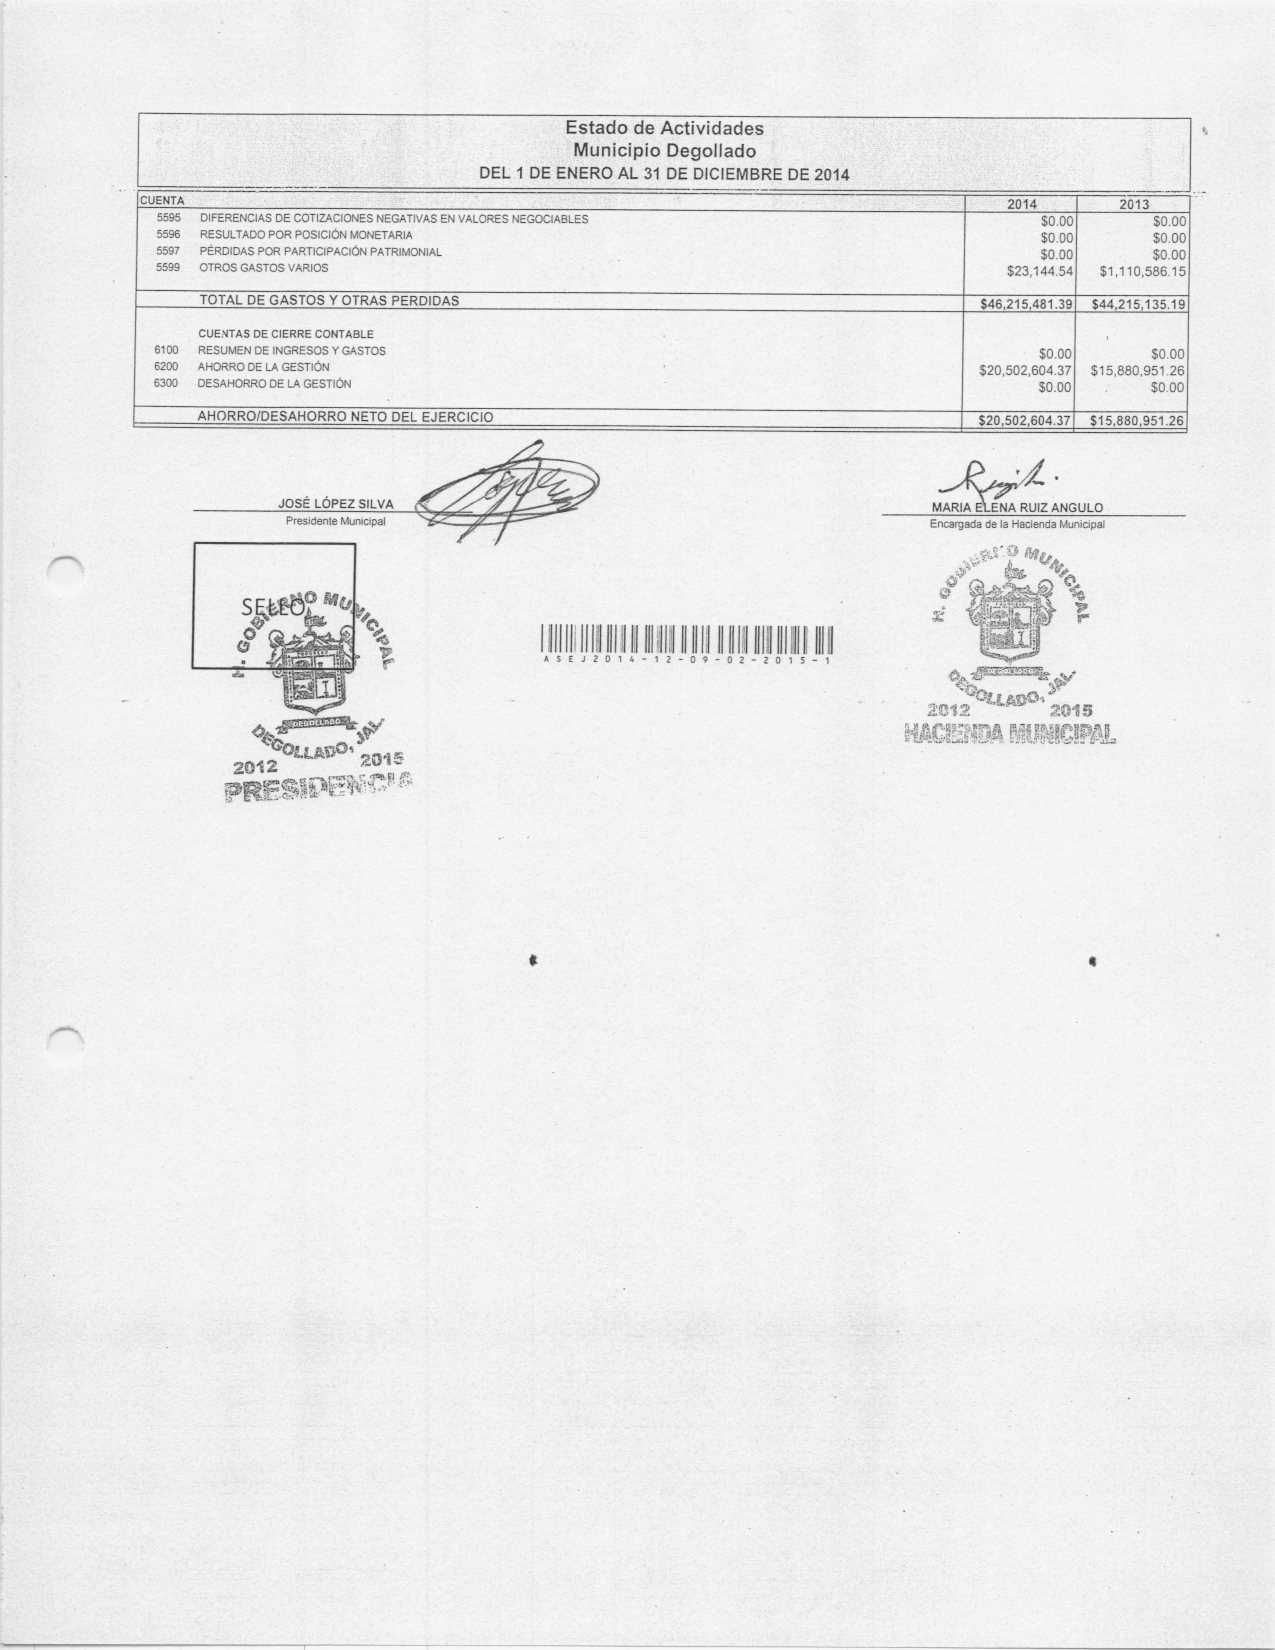 Estado de Actividades
Municipio Degollado
DEL 1 DE ENERO AL 31 DE DICIEMBRE DE 2014
CUENTA 2014 2013
5595 DIFERENCIAS DE COTIZACIONES NEGATIVAS EN VALORES NEGOCIABLES $0.00 $0.00
5596 RESULTADO POR POSICIÓN MONETARIA $0.00 $0.00
5597 PÉRDIDAS POR PARTICIPACIÓN PATRIMONIAL $0.00 $0.00
5599 OTROS GASTOS VARIOS $23,144.54 $1,110,586.15
TOTAL DE GASTOS Y OTRAS PERDIDAS $46,215,481.39 $44,215,135.19
CUENTAS DE CIERRE CONTABLE
6100 RESUMEN DE INGRESOS Y GASTOS $0.00 $0.00
6200 AHORRO DE LA GESTIÓN $20,502,604.37 $15,880,951.26
6300 DESAHORRO DE LA GESTIÓN $0.00 $0.00
AHORRO/DESAHORRO NETO DEL EJERCICIO $20,502,604.37 $15,880,951.26
JOSÉ LÓPEZ SILVA
Presidente Municipal
MARIA ELENA RUIZ ANGULO
Encargada de la Hacienda Municipal
SELLO
H. GOBIERNO MUNICIPAL
DEGOLLADO
DEGOLLADO, JAL.
2012 2015
PRESIDENCIA
ASEJ2014-12-09-02-2015-1
H. GOBIERNO MUNICIPAL
DEGOLLADO, JAL.
2012 2015
HACIENDA MUNICIPAL